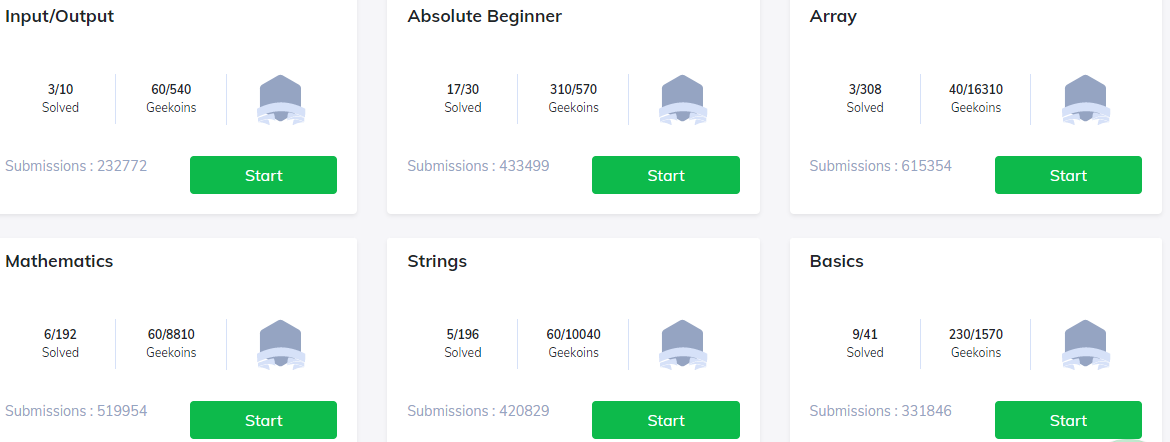 Input/Output
3/10 60/540
Solved Geekoins
Submissions : 232772
Start
Absolute Beginner
17/30 310/570
Solved Geekoins
Submissions : 433499
Start
Array
3/308 40/16310
Solved Geekoins
Submissions : 615354
Start
Mathematics
6/192 60/8810
Solved Geekoins
Submissions : 519954
Start
Strings
5/196 60/10040
Solved Geekoins
Submissions : 420829
Start
Basics
9/41 230/1570
Solved Geekoins
Submissions : 331846
Start